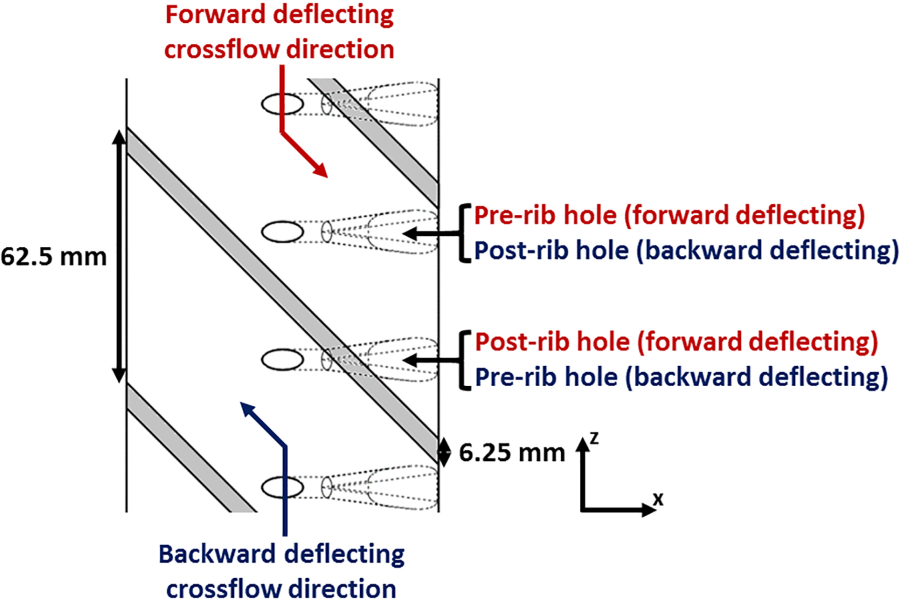 Forward deflecting
crossflow direction
62.5 mm
Pre-rib hole (forward deflecting)
Post-rib hole (backward deflecting)
Post-rib hole (forward deflecting)
Pre-rib hole (backward deflecting)
6.25 mm
z
x
Backward deflecting
crossflow direction